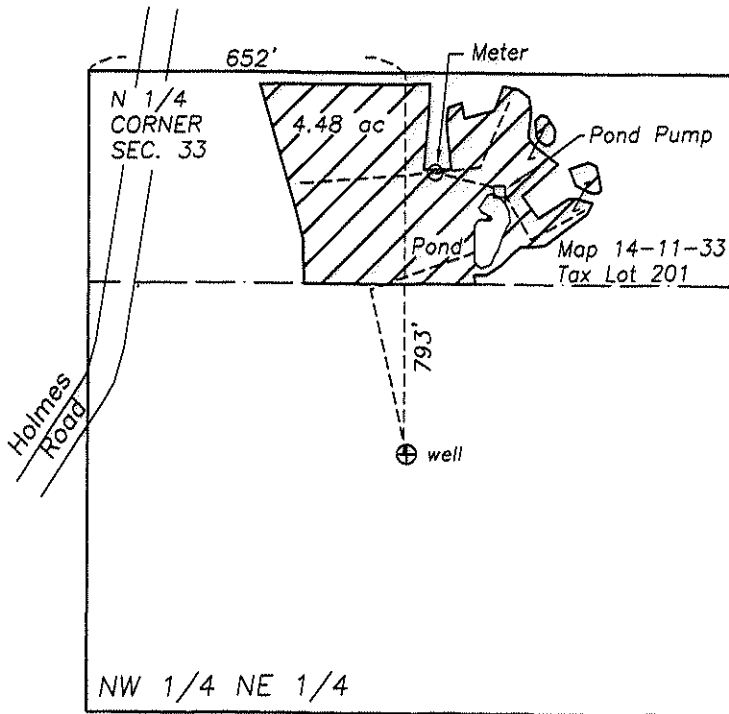 652'
Meter
N 1/4
CORNER
SEC. 33
4.48 ac
Pond Pump
Pond
Map 14-11-33
Tax Lot 201
793'
Holmes
Road
well
NW 1/4 NE 1/4